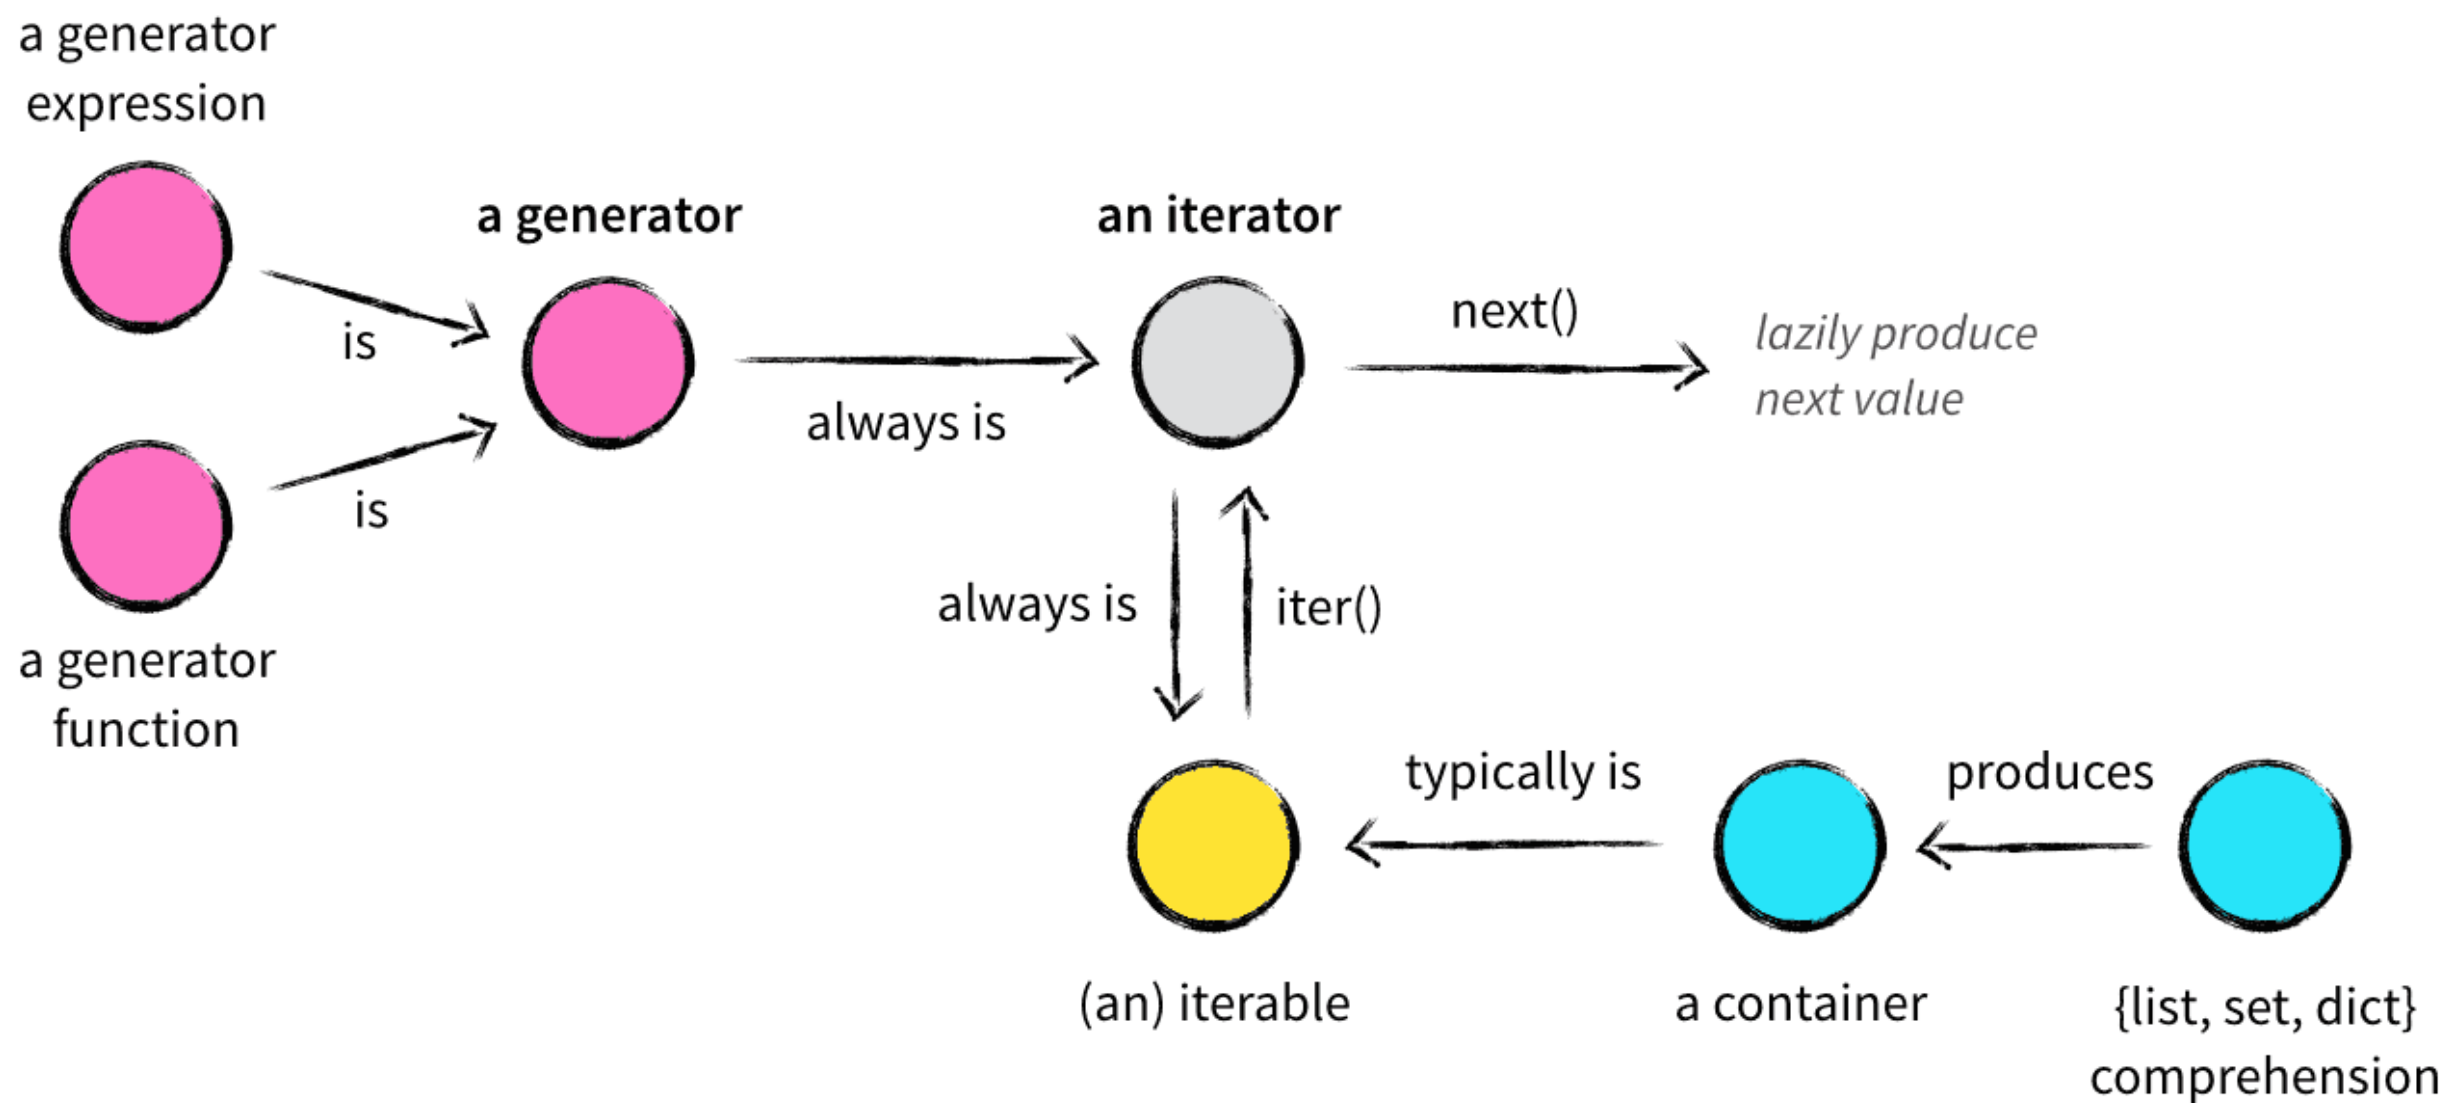 a generator
expression
a generator
an iterator
next()
lazily produce
next value
is
always is
is
always is
iter()
a generator
function
typically is
produces
(an) iterable
a container
{list, set, dict}
comprehension